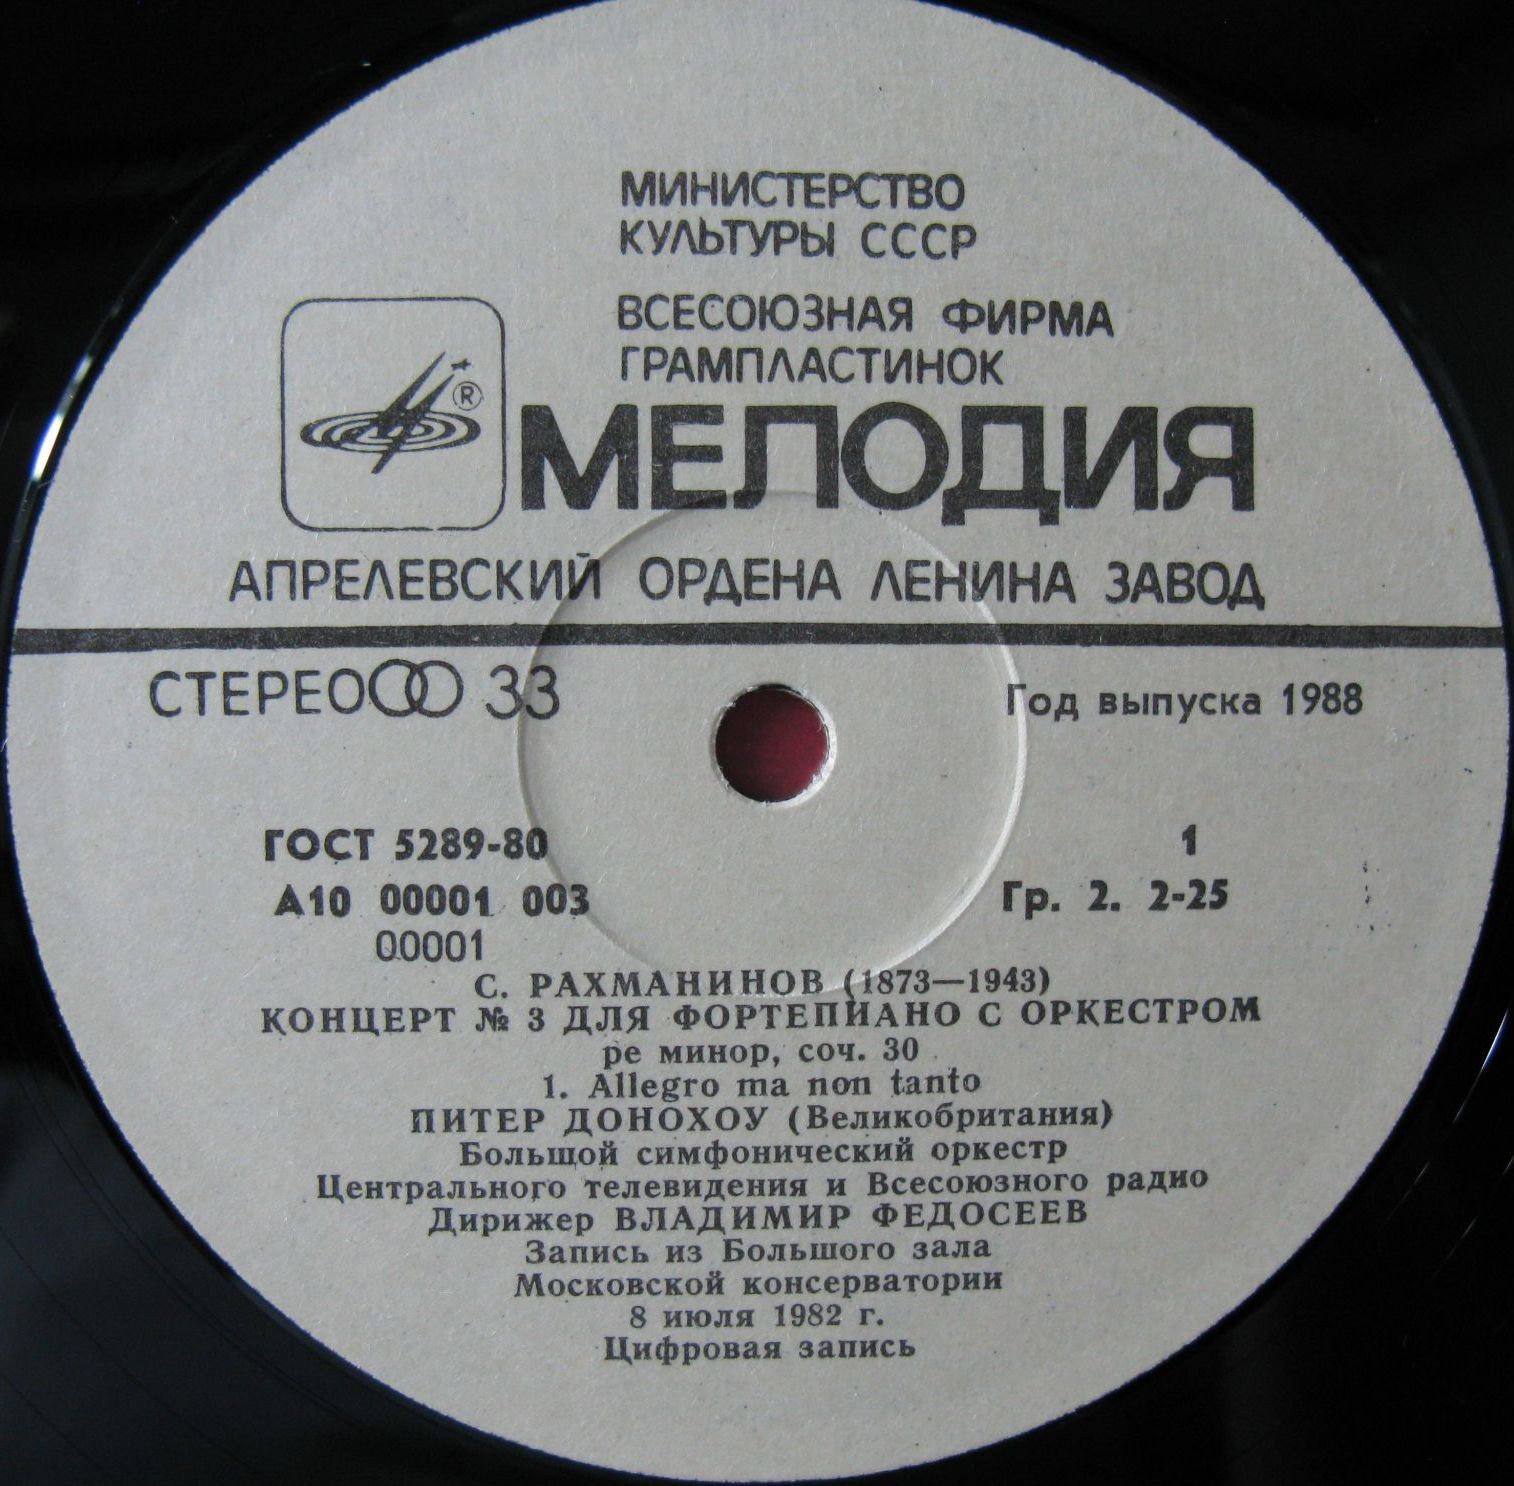 МИНИСТЕРСТВО
КУЛЬТУРЫ СССР
ВСЕСОЮЗНАЯ ФИРМА
ГРАМПЛАСТИНОК
®
МЕЛОДИЯ
АПРЕЛЕВСКИЙ ОРДЕНА ЛЕНИНА ЗАВОД
СТЕРЕО 33
Год выпуска 1988
ГОСТ 5289-80
1
А10 00001 003
Гр. 2. 2-25
00001
С. РАХМАНИНОВ (1873—1943)
КОНЦЕРТ № 3 ДЛЯ ФОРТЕПИАНО С ОРКЕСТРОМ
ре минор, соч. 30
1. Allegro ma non tanto
ПИТЕР ДОНОХОУ (Великобритания)
Большой симфонический оркестр
Центрального телевидения и Всесоюзного радио
Дирижер ВЛАДИМИР ФЕДОСЕЕВ
Запись из Большого зала
Московской консерватории
8 июля 1982 г.
Цифровая запись